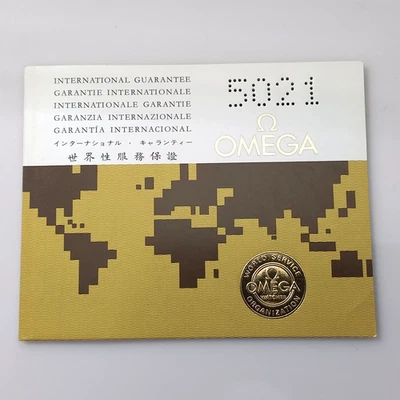 INTERNATIONAL GUARANTEE
GARANTIE INTERNATIONALE
INTERNATIONALE GARANTIE
GARANZIA INTERNAZIONALE
GARANTÍA INTERNACIONAL
インターナショナル・ギャランティー
世界性服務保證
5021
Ω
OMEGA
WORLD SERVICE
Ω
OMEGA
WATCHES
ORGANIZATION